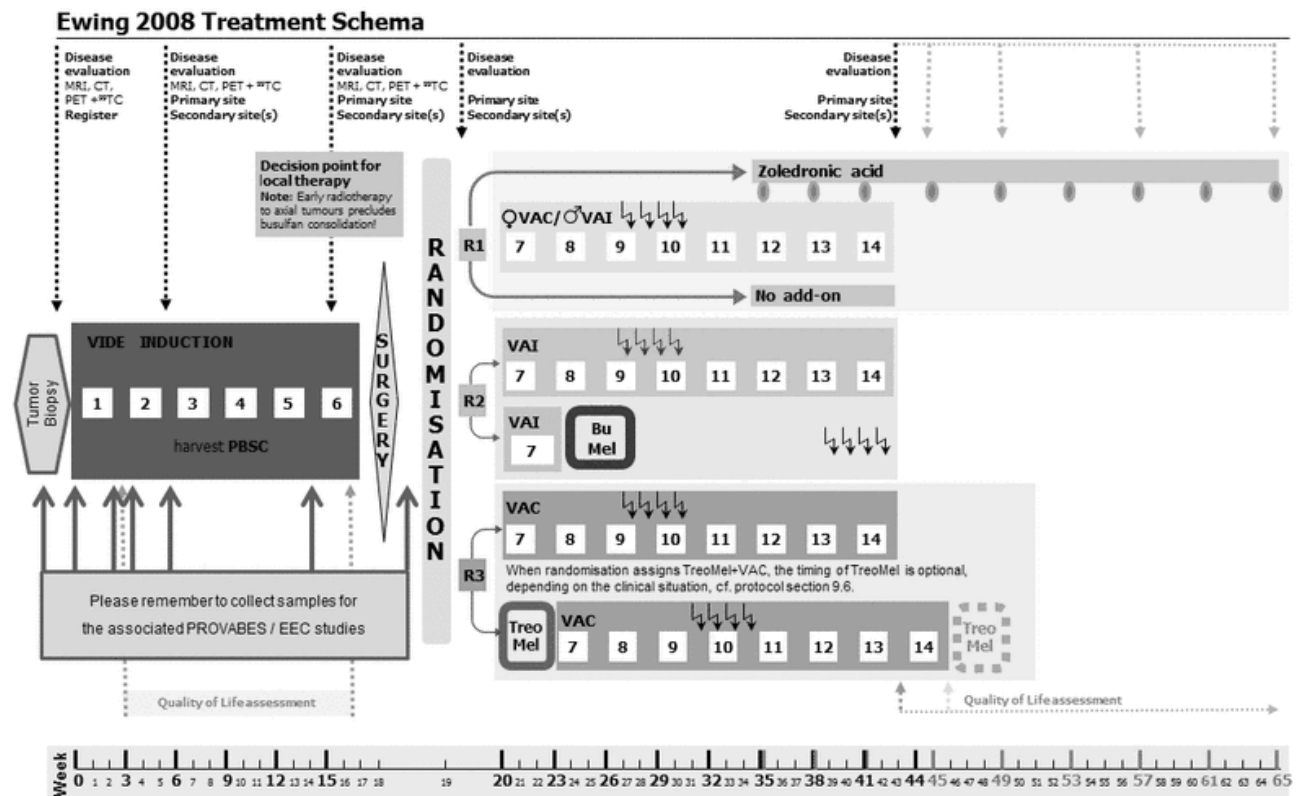 Ewing 2008 Treatment Schema
Disease
evaluation
MRI, CT,
PET +⁹⁹TC
Register
Disease
evaluation
MRI, CT, PET + ⁹⁹TC
Primary site
Secondary site(s)
Disease
evaluation
MRI, CT, PET + ⁹⁹TC
Primary site
Secondary site(s)
Disease
evaluation
Primary site
Secondary site(s)
Disease
evaluation
Primary site
Secondary site(s)
Decision point for
local therapy
Note: Early radiotherapy
to axial tumours precludes
busulfan consolidation!
Tumor
Biopsy
VIDE INDUCTION
1 2 3 4 5 6
harvest PBSC
SURGERY
RANDOMISATION
R1
Zoledronic acid
♀VAC/♂VAI
7 8 9 10 11 12 13 14
No add-on
R2
VAI
7 8 9 10 11 12 13 14
VAI
7
Bu
Mel
R3
VAC
7 8 9 10 11 12 13 14
When randomisation assigns TreoMel+VAC, the timing of TreoMel is optional,
depending on the clinical situation, cf. protocol section 9.6.
Treo
Mel
VAC
7 8 9 10 11 12 13 14
Treo
Mel
Please remember to collect samples for
the associated PROVABES / EEC studies
Quality of Life assessment
Quality of Life assessment
Week
0 1 2 3 4 5 6 7 8 9 10 11 12 13 14 15 16 17 18 19 20 21 22 23 24 25 26 27 28 29 30 31 32 33 34 35 36 37 38 39 40 41 42 43 44 45 46 47 48 49 50 51 52 53 54 55 56 57 58 59 60 61 62 63 64 65